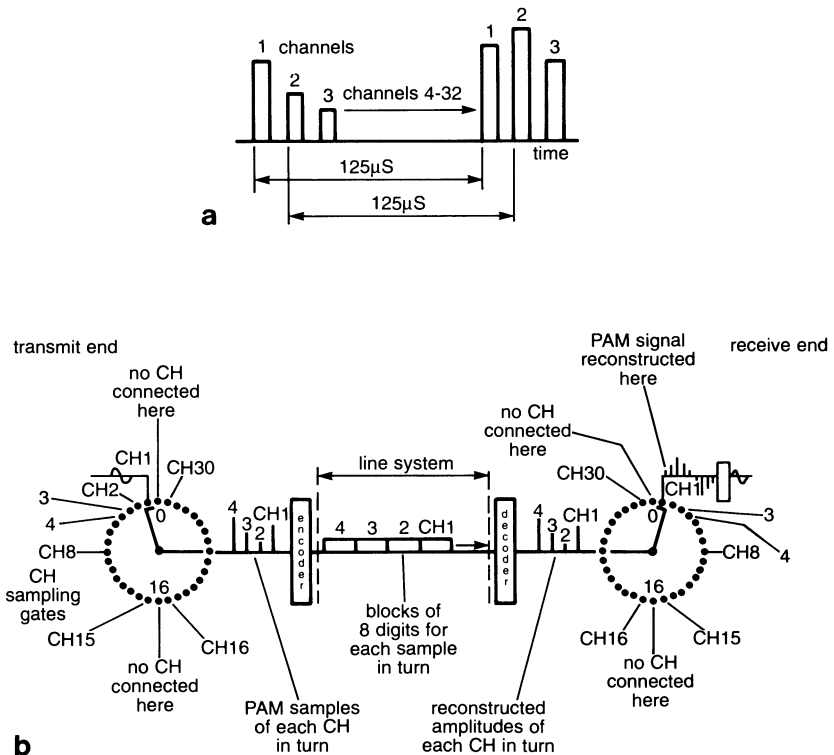 1 channels
2
3
channels 4-32
1
2
3
time
125µS
125µS
a
transmit end
no CH
connected
here
CH1
CH30
CH2
3
4
0
CH8
CH
sampling
gates
16
CH15
CH16
no CH
connected
here
4
3
2
CH1
encoder
line system
4 3 2 CH1
blocks of
8 digits for
each sample
in turn
PAM samples
of each CH
in turn
decoder
4
3
2
CH1
reconstructed
amplitudes of
each CH in turn
PAM signal
reconstructed
here
receive end
no CH
connected
here
CH30
CH1
0
3
4
CH8
16
CH16
CH15
no CH
connected
here
b